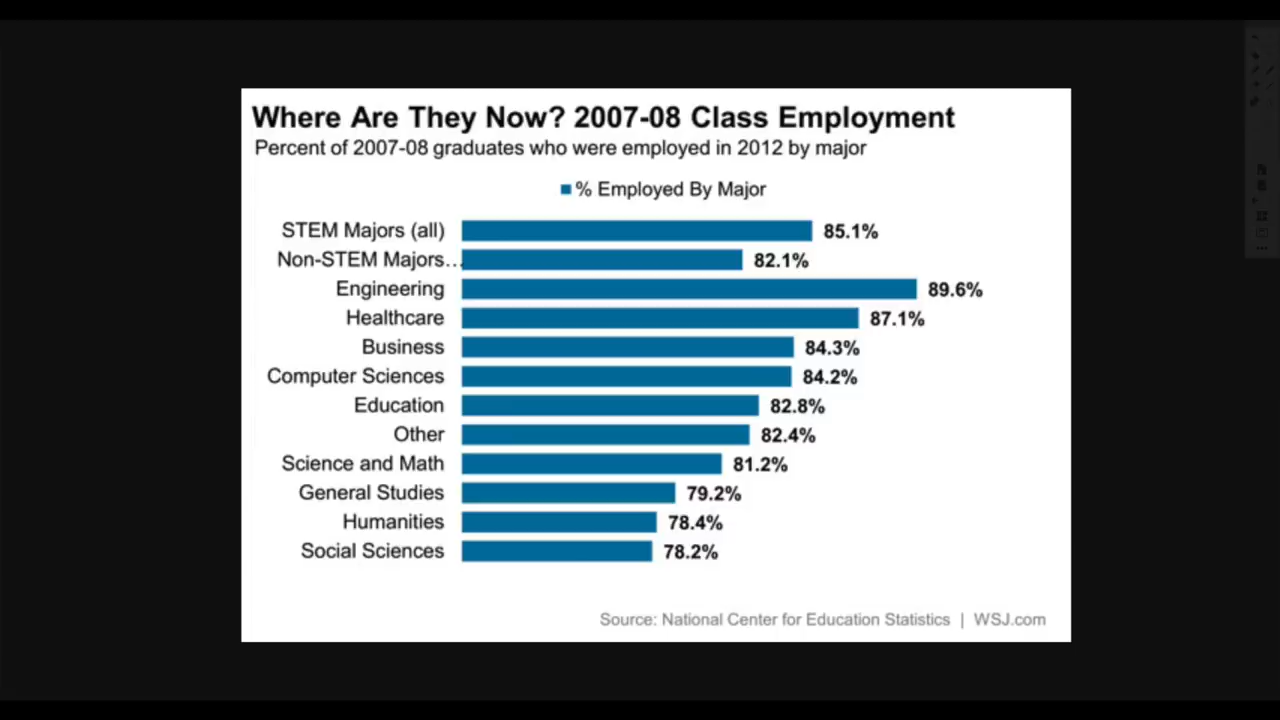 Where Are They Now? 2007-08 Class Employment
Percent of 2007-08 graduates who were employed in 2012 by major
% Employed By Major
STEM Majors (all) 85.1%
Non-STEM Majors... 82.1%
Engineering 89.6%
Healthcare 87.1%
Business 84.3%
Computer Sciences 84.2%
Education 82.8%
Other 82.4%
Science and Math 81.2%
General Studies 79.2%
Humanities 78.4%
Social Sciences 78.2%
Source: National Center for Education Statistics | WSJ.com